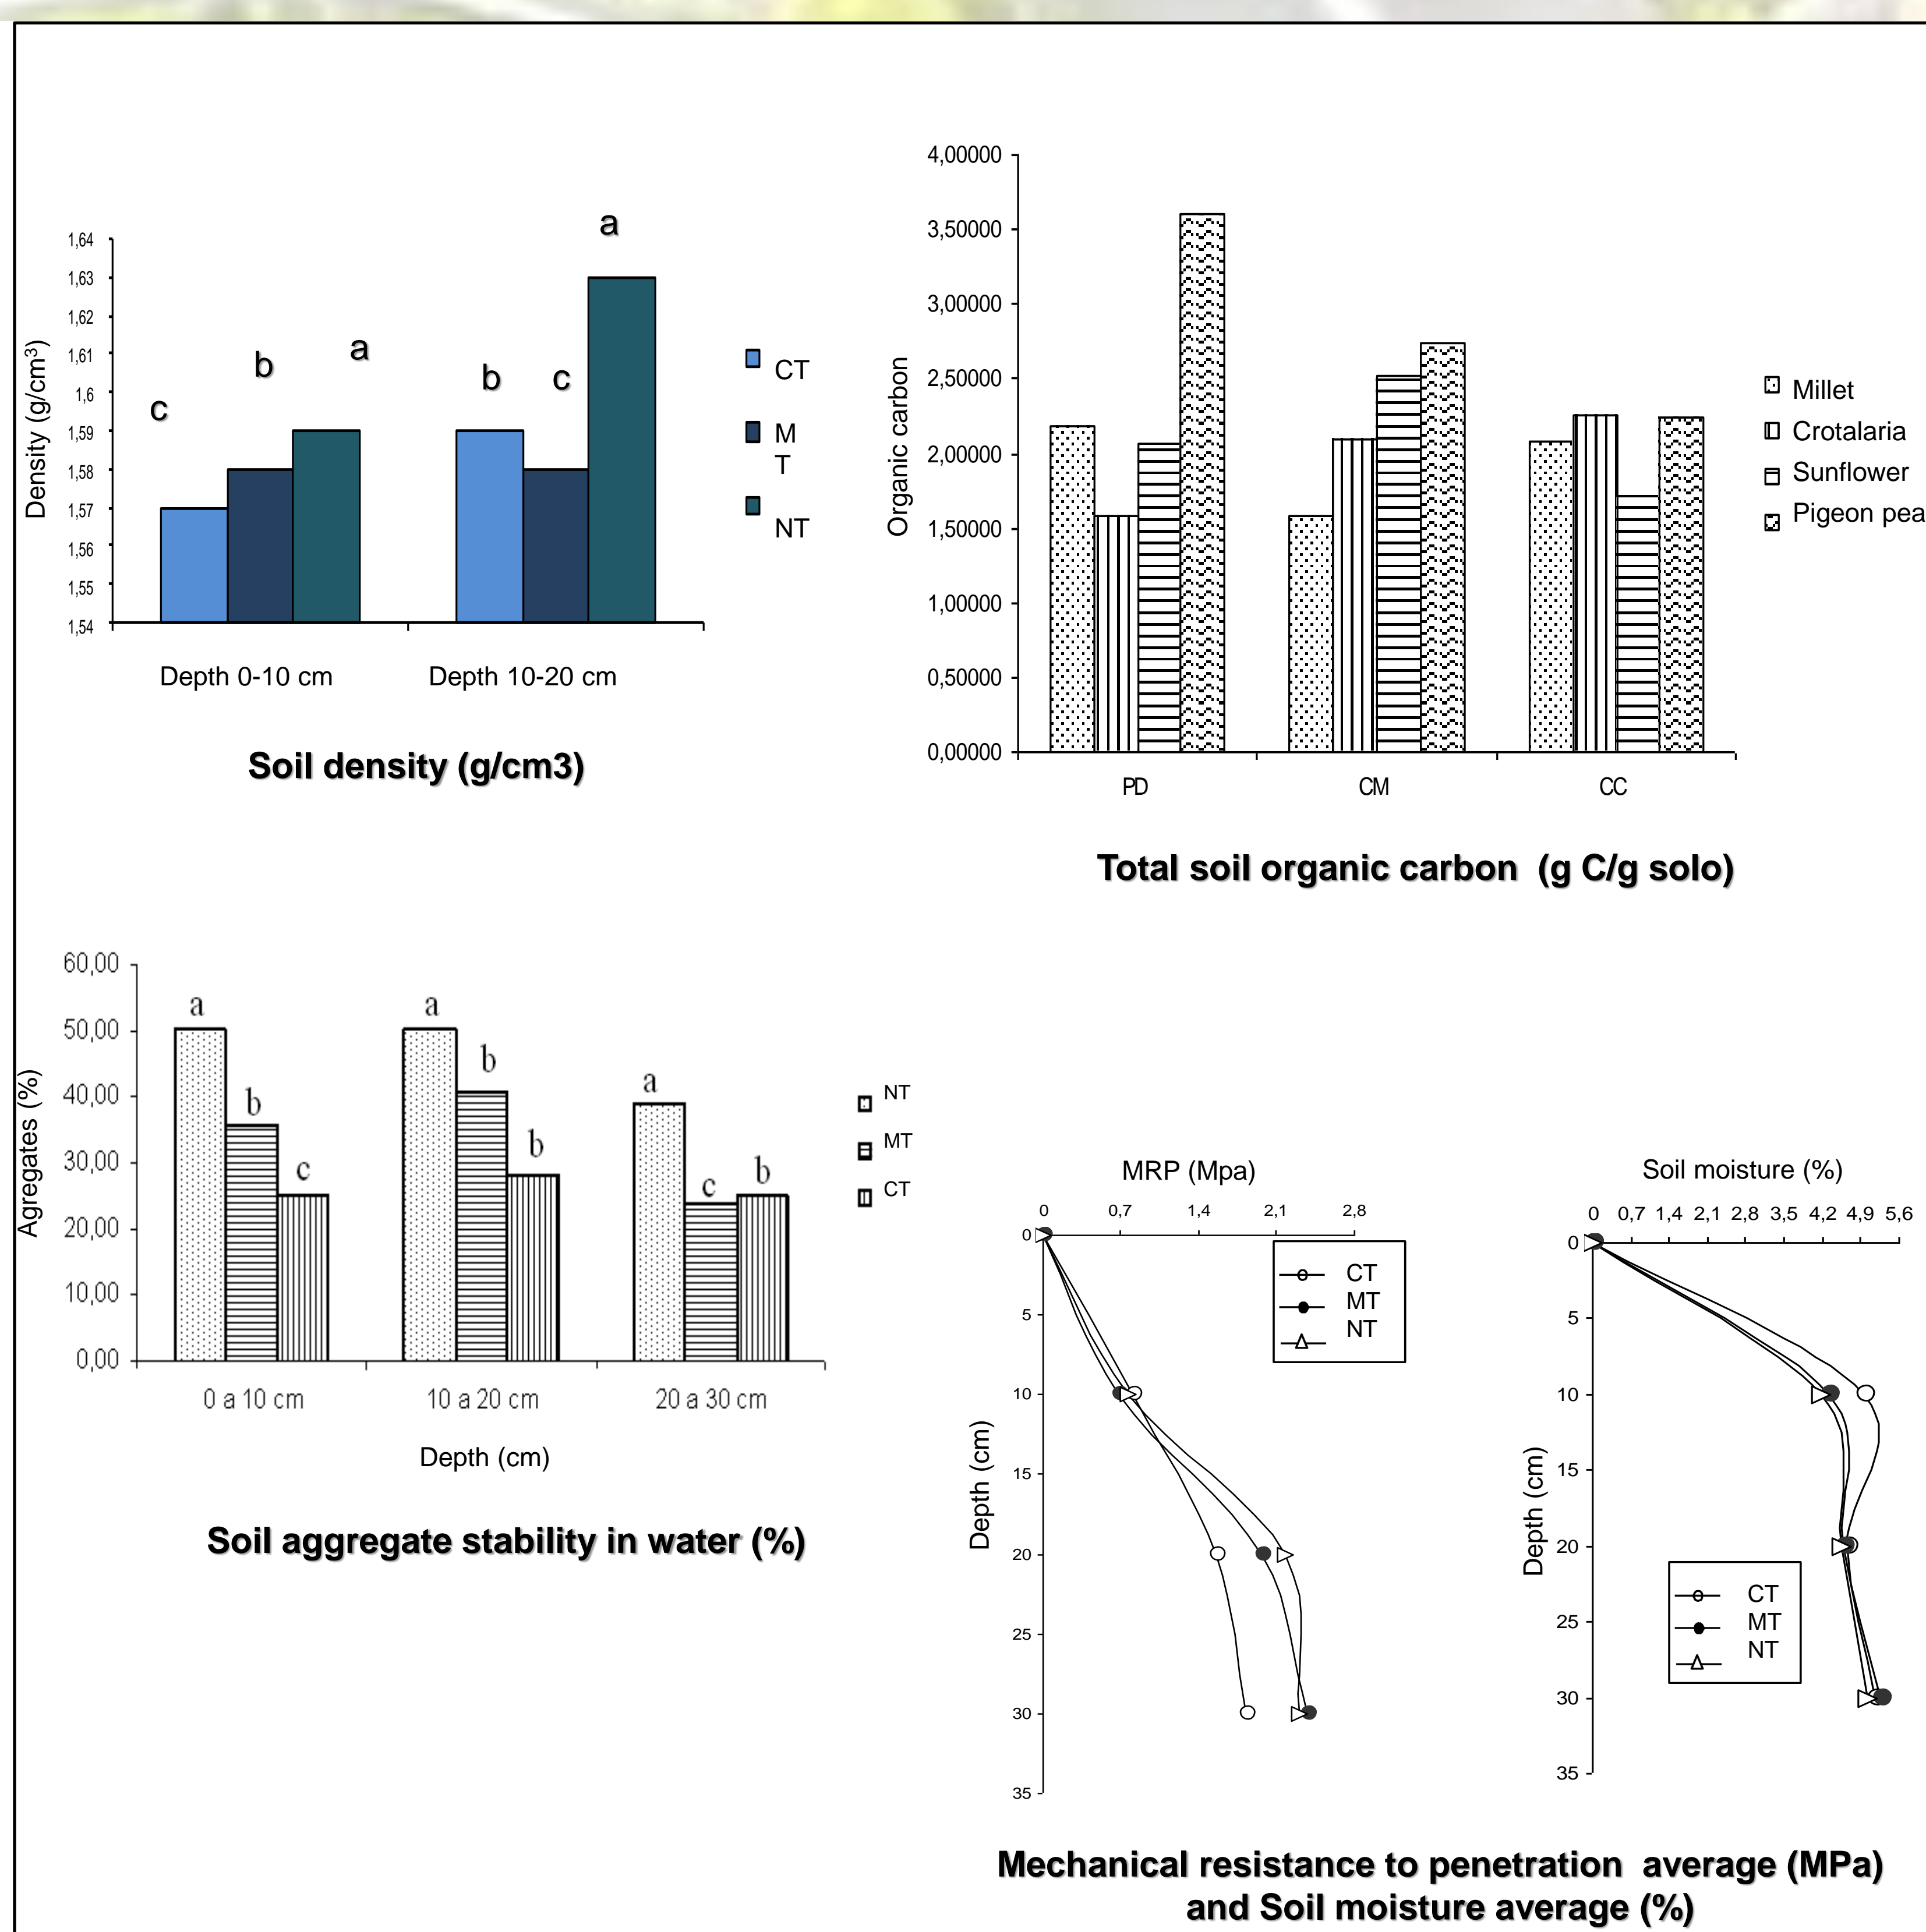 a
1,64
1,63
1,62
1,61
1,6
1,59
1,58
1,57
1,56
1,55
1,54
Density (g/cm³)
c
b
a
b
c
CT
M
T
NT
Depth 0-10 cm
Depth 10-20 cm
Soil density (g/cm3)
4,00000
3,50000
3,00000
2,50000
2,00000
1,50000
1,00000
0,50000
0,00000
Organic carbon
PD
CM
CC
Millet
Crotalaria
Sunflower
Pigeon pea
Total soil organic carbon (g C/g solo)
60,00
50,00
40,00
30,00
20,00
10,00
0,00
Agregates (%)
a
b
c
a
b
b
a
c
b
NT
MT
CT
0 a 10 cm
10 a 20 cm
20 a 30 cm
Depth (cm)
Soil aggregate stability in water (%)
MRP (Mpa)
0 0,7 1,4 2,1 2,8
0
5
10
15
20
25
30
35
Depth (cm)
CT
MT
NT
Soil moisture (%)
0 0,7 1,4 2,1 2,8 3,5 4,2 4,9 5,6
0
5
10
15
20
25
30
35
Depth (cm)
CT
MT
NT
Mechanical resistance to penetration average (MPa)
and Soil moisture average (%)